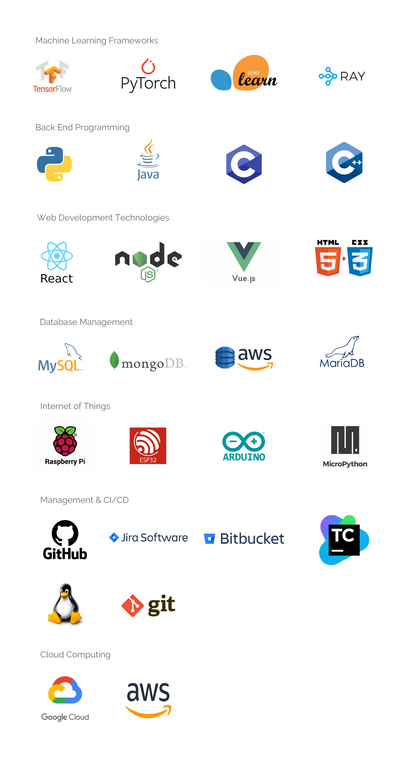 Machine Learning Frameworks
TensorFlow
PyTorch
learn
RAY
Back End Programming
Java
C
C++
Web Development Technologies
React
node
JS
Vue.js
HTML CSS
5 + 3
Database Management
MySQL
mongoDB.
aws
MariaDB
Internet of Things
Raspberry Pi
ESP32
ARDUINO
MicroPython
Management & CI/CD
GitHub
Jira Software
Bitbucket
TC
git
Cloud Computing
Google Cloud
aws